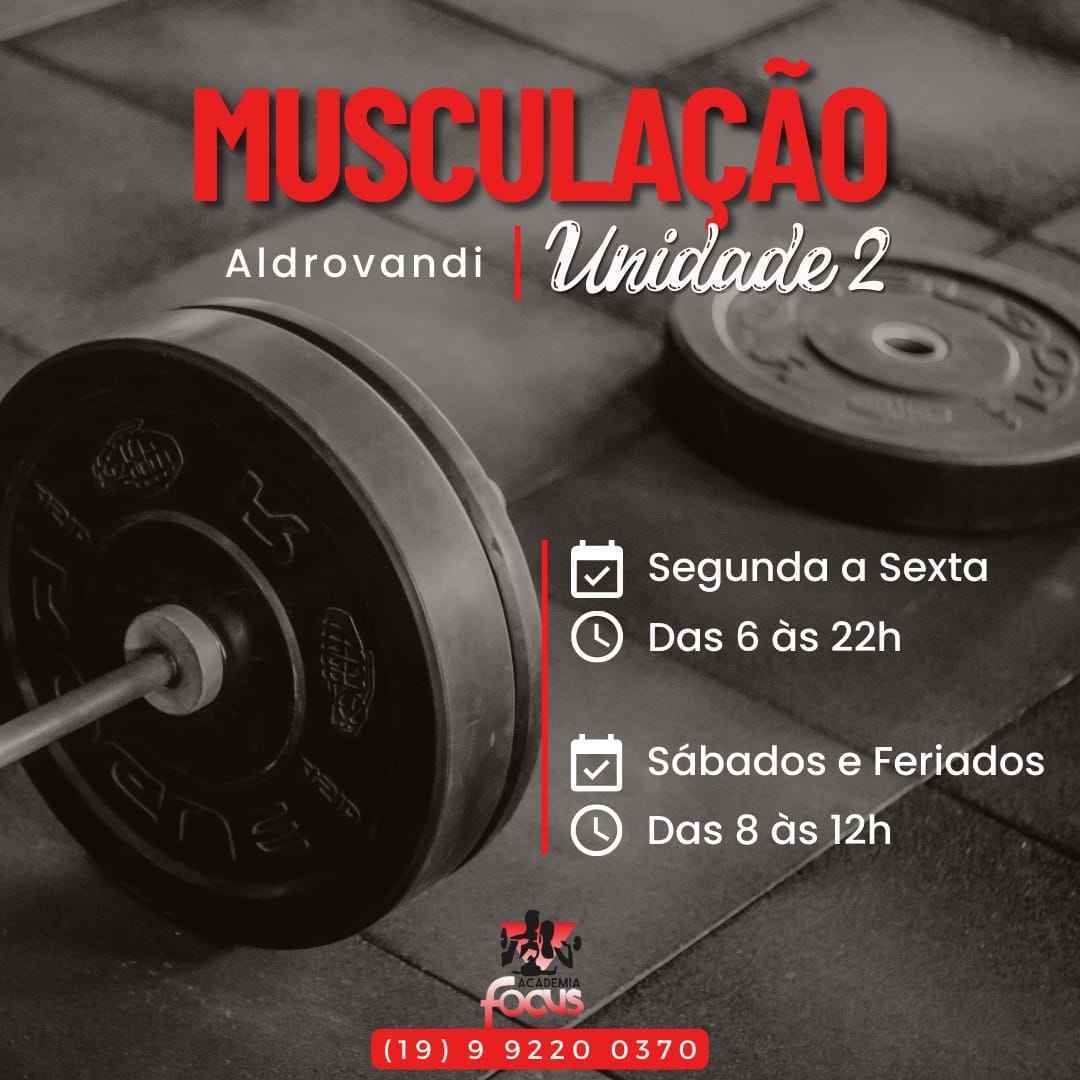 MUSCULAÇÃO
Aldrovandi | Unidade 2
Segunda a Sexta
Das 6 às 22h
Sábados e Feriados
Das 8 às 12h
ACADEMIA
focus
(19) 9 9220 0370